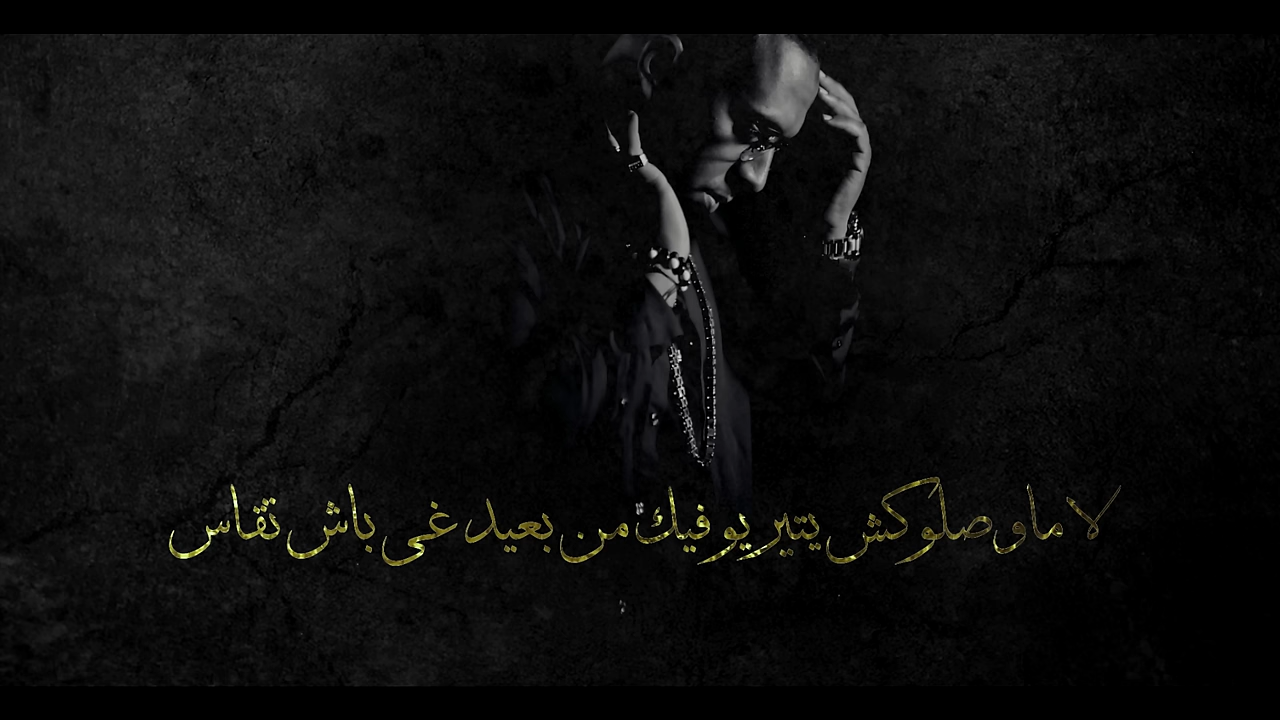 لا ماوصلوكش يتيريو فيك من بعيد غي باش تقاس